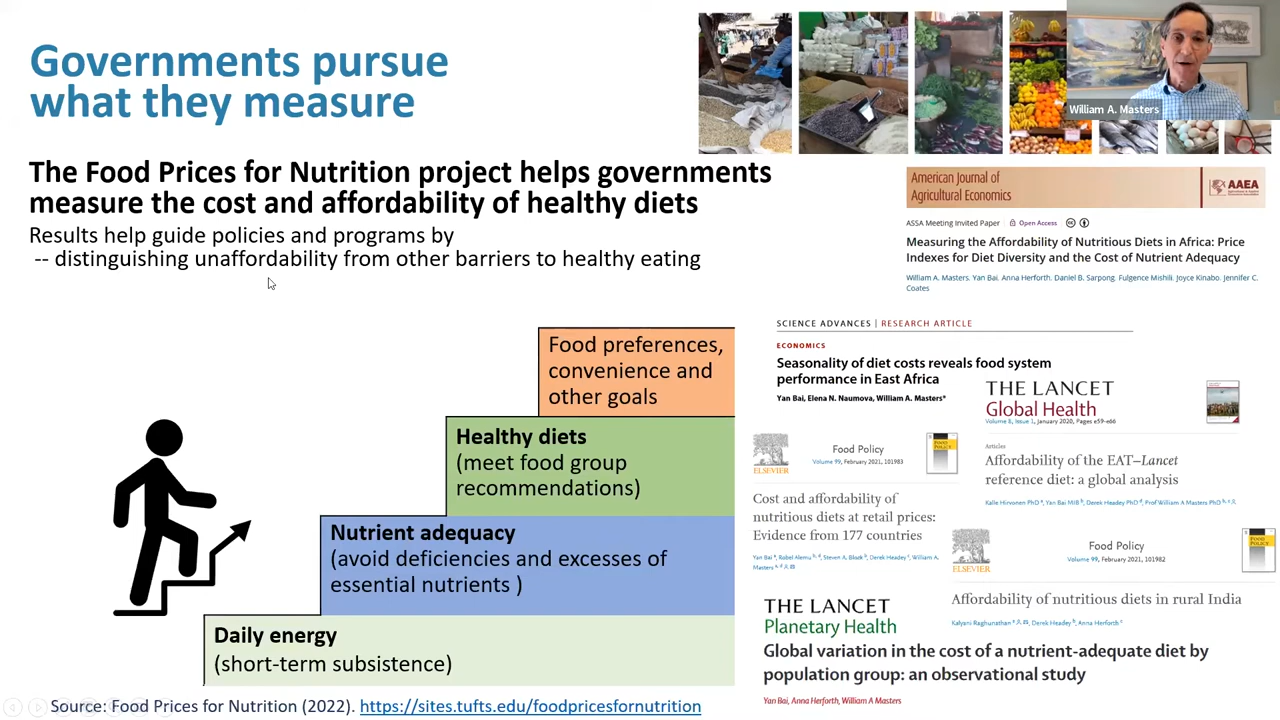 Governments pursue
what they measure
William A. Masters
The Food Prices for Nutrition project helps governments
measure the cost and affordability of healthy diets
Results help guide policies and programs by
-- distinguishing unaffordability from other barriers to healthy eating
American Journal of
Agricultural Economics
AAEA
ASSA Meeting Invited Paper
Open Access
Measuring the Affordability of Nutritious Diets in Africa: Price
Indexes for Diet Diversity and the Cost of Nutrient Adequacy
William A. Masters, Yan Bai, Anna Herforth, Daniel B. Sarpong, Fulgence Mishili, Joyce Kinabo, Jennifer C.
Coates
SCIENCE ADVANCES | RESEARCH ARTICLE
ECONOMICS
Seasonality of diet costs reveals food system
performance in East Africa
Yan Bai, Elena N. Naumova, William A. Masters*
THE LANCET
Global Health
Volume 8, Issue 1, January 2020, Pages e59-e66
Articles
Affordability of the EAT–Lancet
reference diet: a global analysis
Kalle Hirvonen PhD a, Yan Bai MIB b, Derek Headey PhD d, Prof William A Masters PhD b, c
ELSEVIER
Food Policy
Volume 99, February 2021, 101983
Cost and affordability of
nutritious diets at retail prices:
Evidence from 177 countries
Yan Bai a, Robel Alemu b, d, Steven A. Block b, Derek Headey c, William A.
Masters a, d
ELSEVIER
Food Policy
Volume 99, February 2021, 101982
Affordability of nutritious diets in rural India
Kalyani Raghunathan a, Derek Headey b, Anna Herforth c
THE LANCET
Planetary Health
Global variation in the cost of a nutrient-adequate diet by
population group: an observational study
Yan Bai, Anna Herforth, William A Masters
Food preferences,
convenience and
other goals
Healthy diets
(meet food group
recommendations)
Nutrient adequacy
(avoid deficiencies and excesses of
essential nutrients )
Daily energy
(short-term subsistence)
Source: Food Prices for Nutrition (2022). https://sites.tufts.edu/foodpricesfornutrition